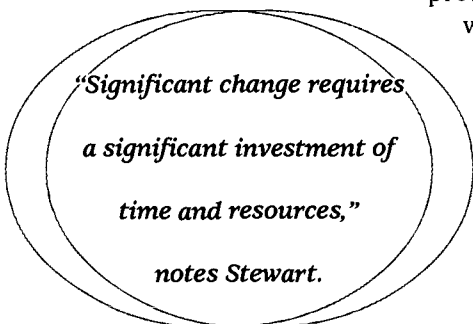 “Significant change requires
a significant investment of
time and resources,”
notes Stewart.